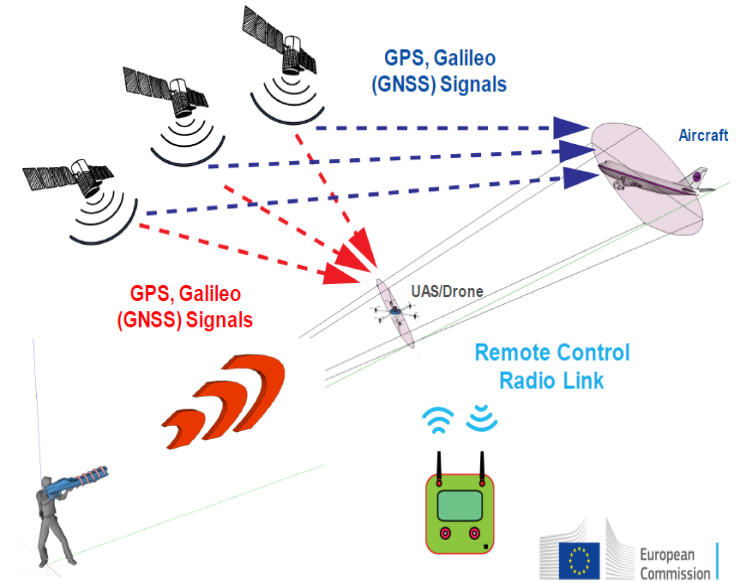 GPS, Galileo
(GNSS) Signals
Aircraft
UAS/Drone
GPS, Galileo
(GNSS) Signals
Remote Control
Radio Link
European
Commission